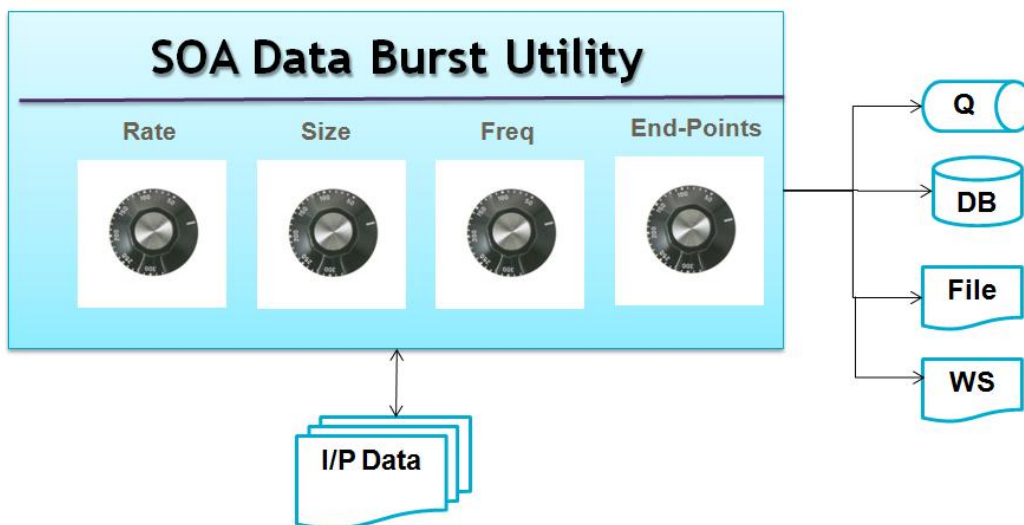 SOA Data Burst Utility
Rate Size Freq End-Points
Q
DB
File
WS
I/P Data